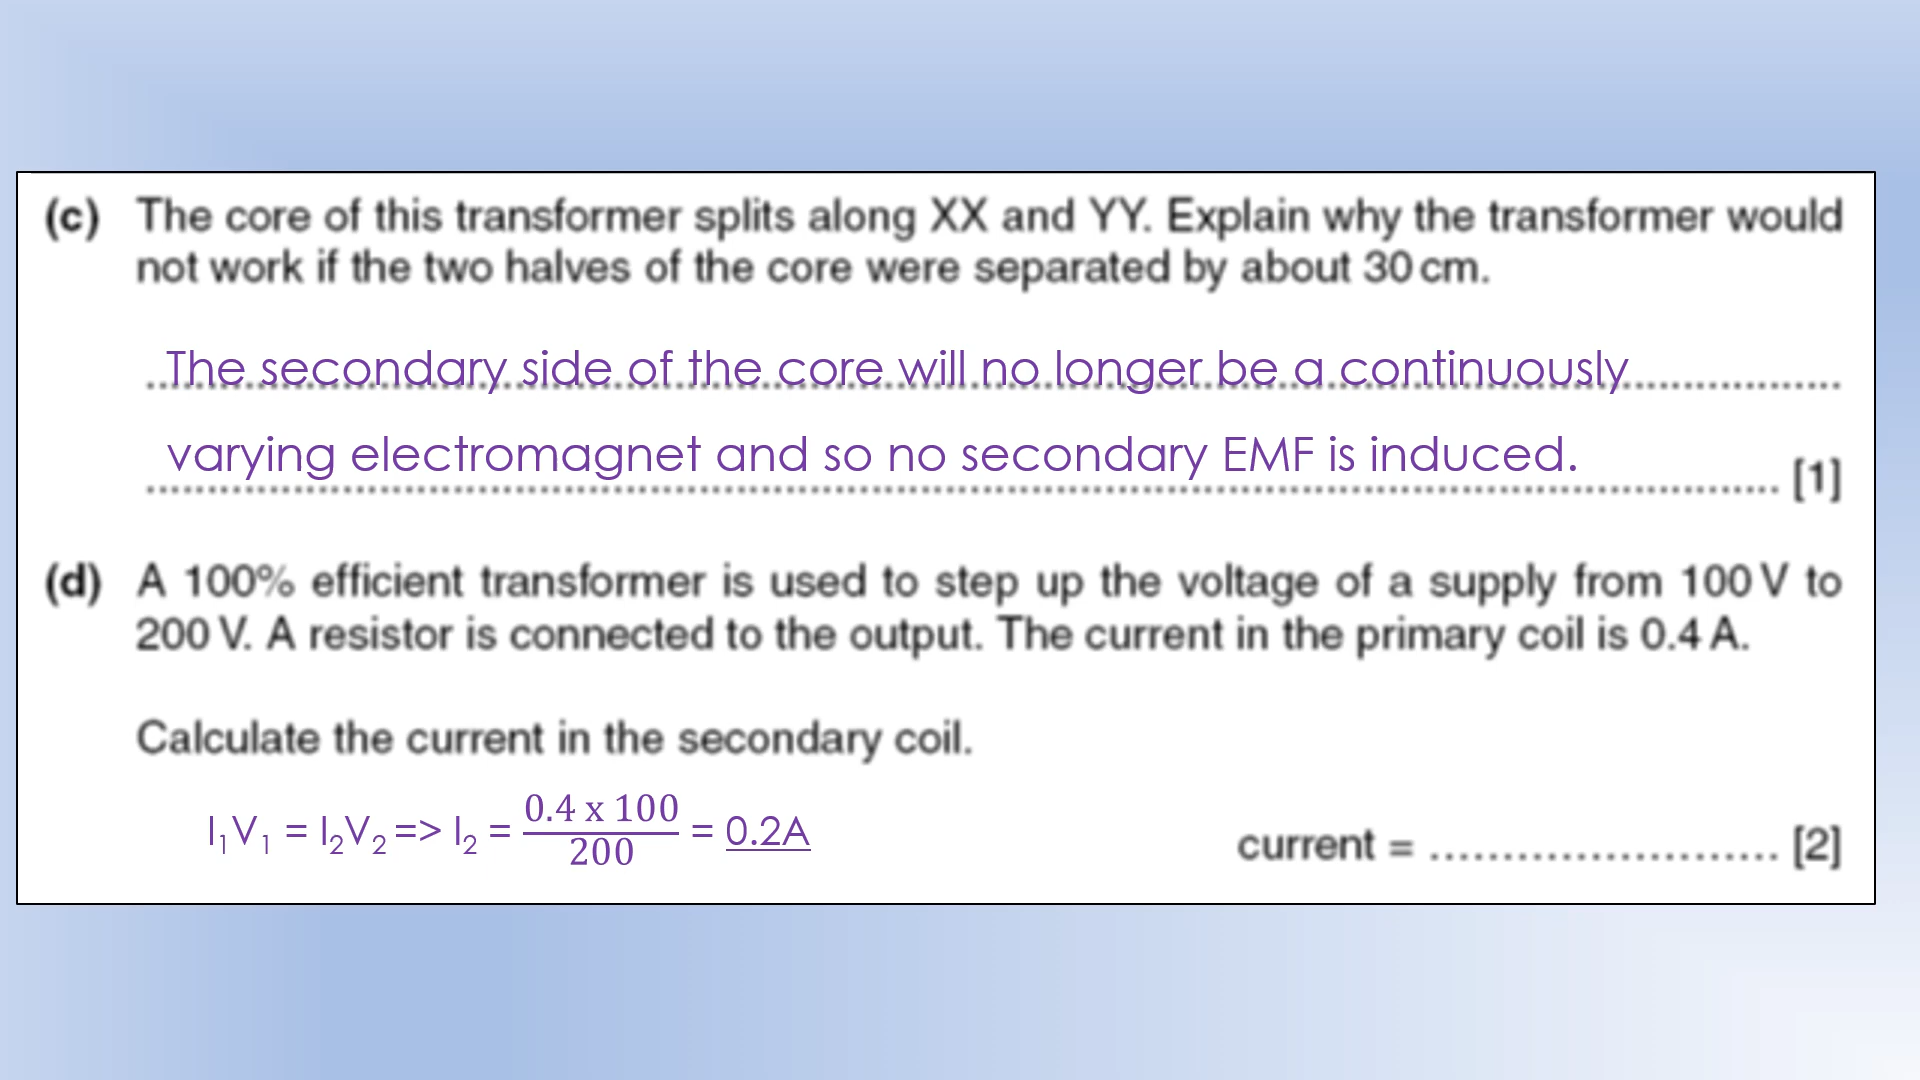 (c) The core of this transformer splits along XX and YY. Explain why the transformer would
not work if the two halves of the core were separated by about 30 cm.
The secondary side of the core will no longer be a continuously
varying electromagnet and so no secondary EMF is induced.
[1]
(d) A 100% efficient transformer is used to step up the voltage of a supply from 100 V to
200 V. A resistor is connected to the output. The current in the primary coil is 0.4 A.
Calculate the current in the secondary coil.
I₁V₁ = I₂V₂ => I₂ = 0.4 x 100 / 200 = 0.2A
current = ........................ [2]